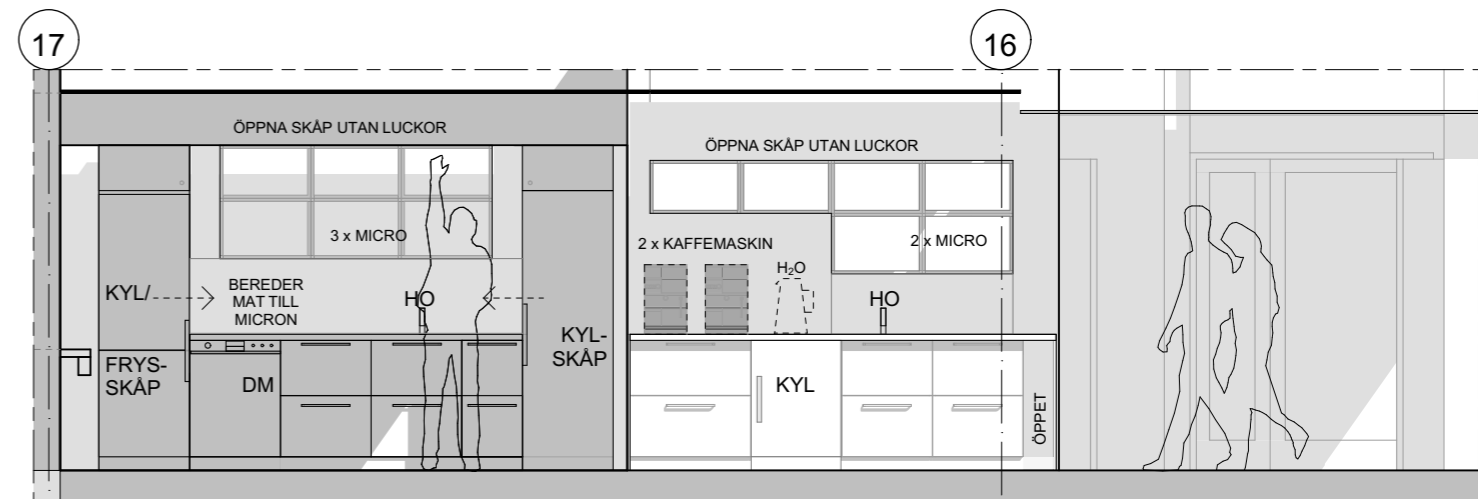 17
16
ÖPPNA SKÅP UTAN LUCKOR
ÖPPNA SKÅP UTAN LUCKOR
3 x MICRO
2 x KAFFEMASKIN
2 x MICRO
H₂O
KYL/
BEREDER
MAT TILL
MICRON
HO
HO
KYL-
SKÅP
FRYS-
SKÅP
DM
KYL
ÖPPET